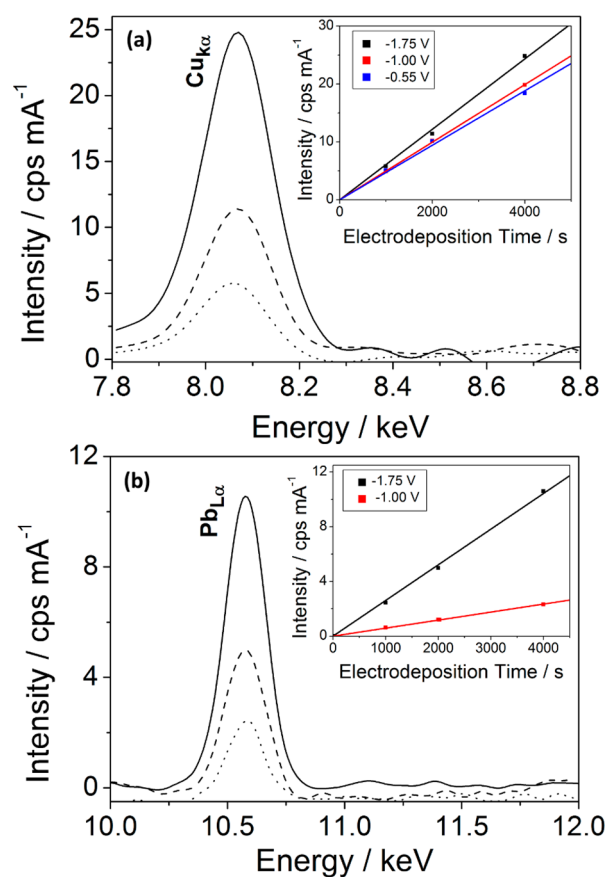 (a)
Cukα
Intensity / cps mA-1
25
20
15
10
5
0
7.8 8.0 8.2 8.4 8.6 8.8
Energy / keV
Intensity / cps mA-1
30
20
10
0
-1.75 V
-1.00 V
-0.55 V
0 2000 4000
Electrodeposition Time / s
(b)
PbLα
Intensity / cps mA-1
12
8
4
0
10.0 10.5 11.0 11.5 12.0
Energy / keV
Intensity / cps mA-1
12
8
4
0
-1.75 V
-1.00 V
0 1000 2000 3000 4000
Electrodeposition Time / s